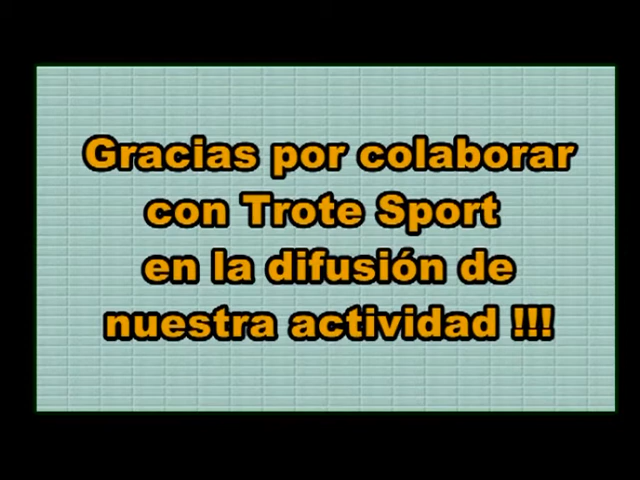 Gracias por colaborar
con Trote Sport
en la difusión de
nuestra actividad !!!